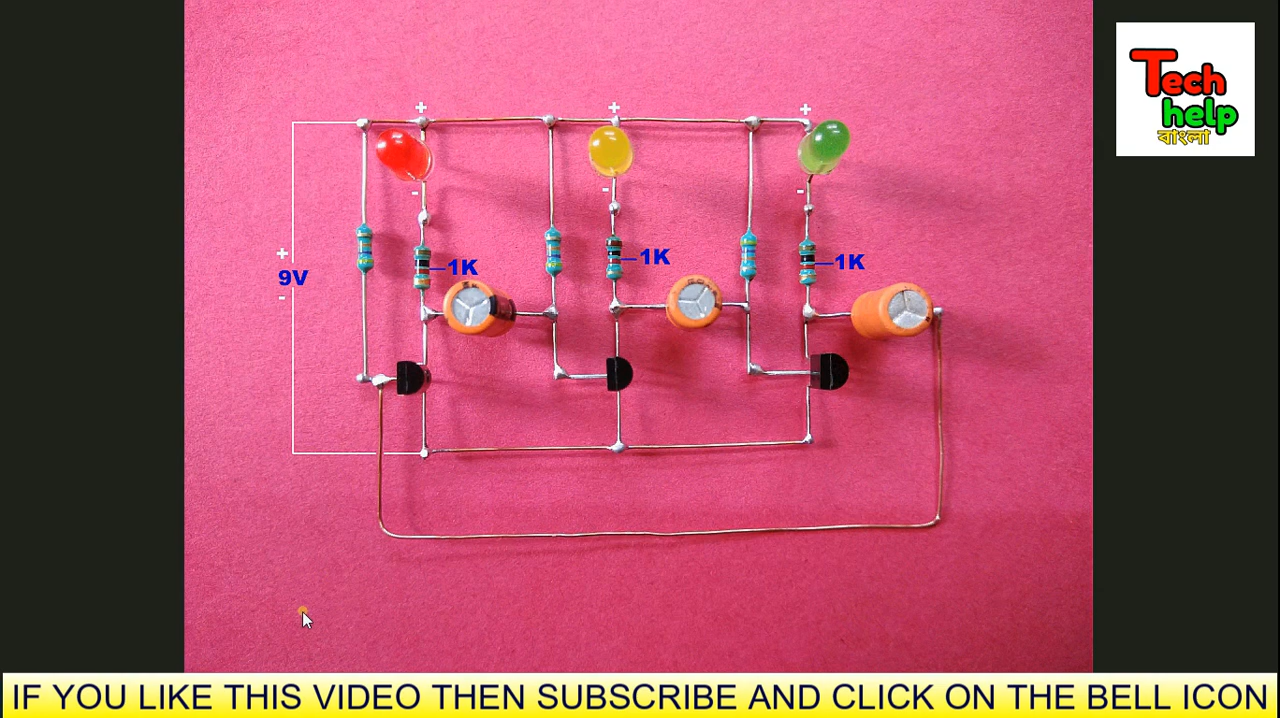 Tech
help
বাংলা
+ + +
- - -
+
9V
-
1K
1K
1K
IF YOU LIKE THIS VIDEO THEN SUBSCRIBE AND CLICK ON THE BELL ICON